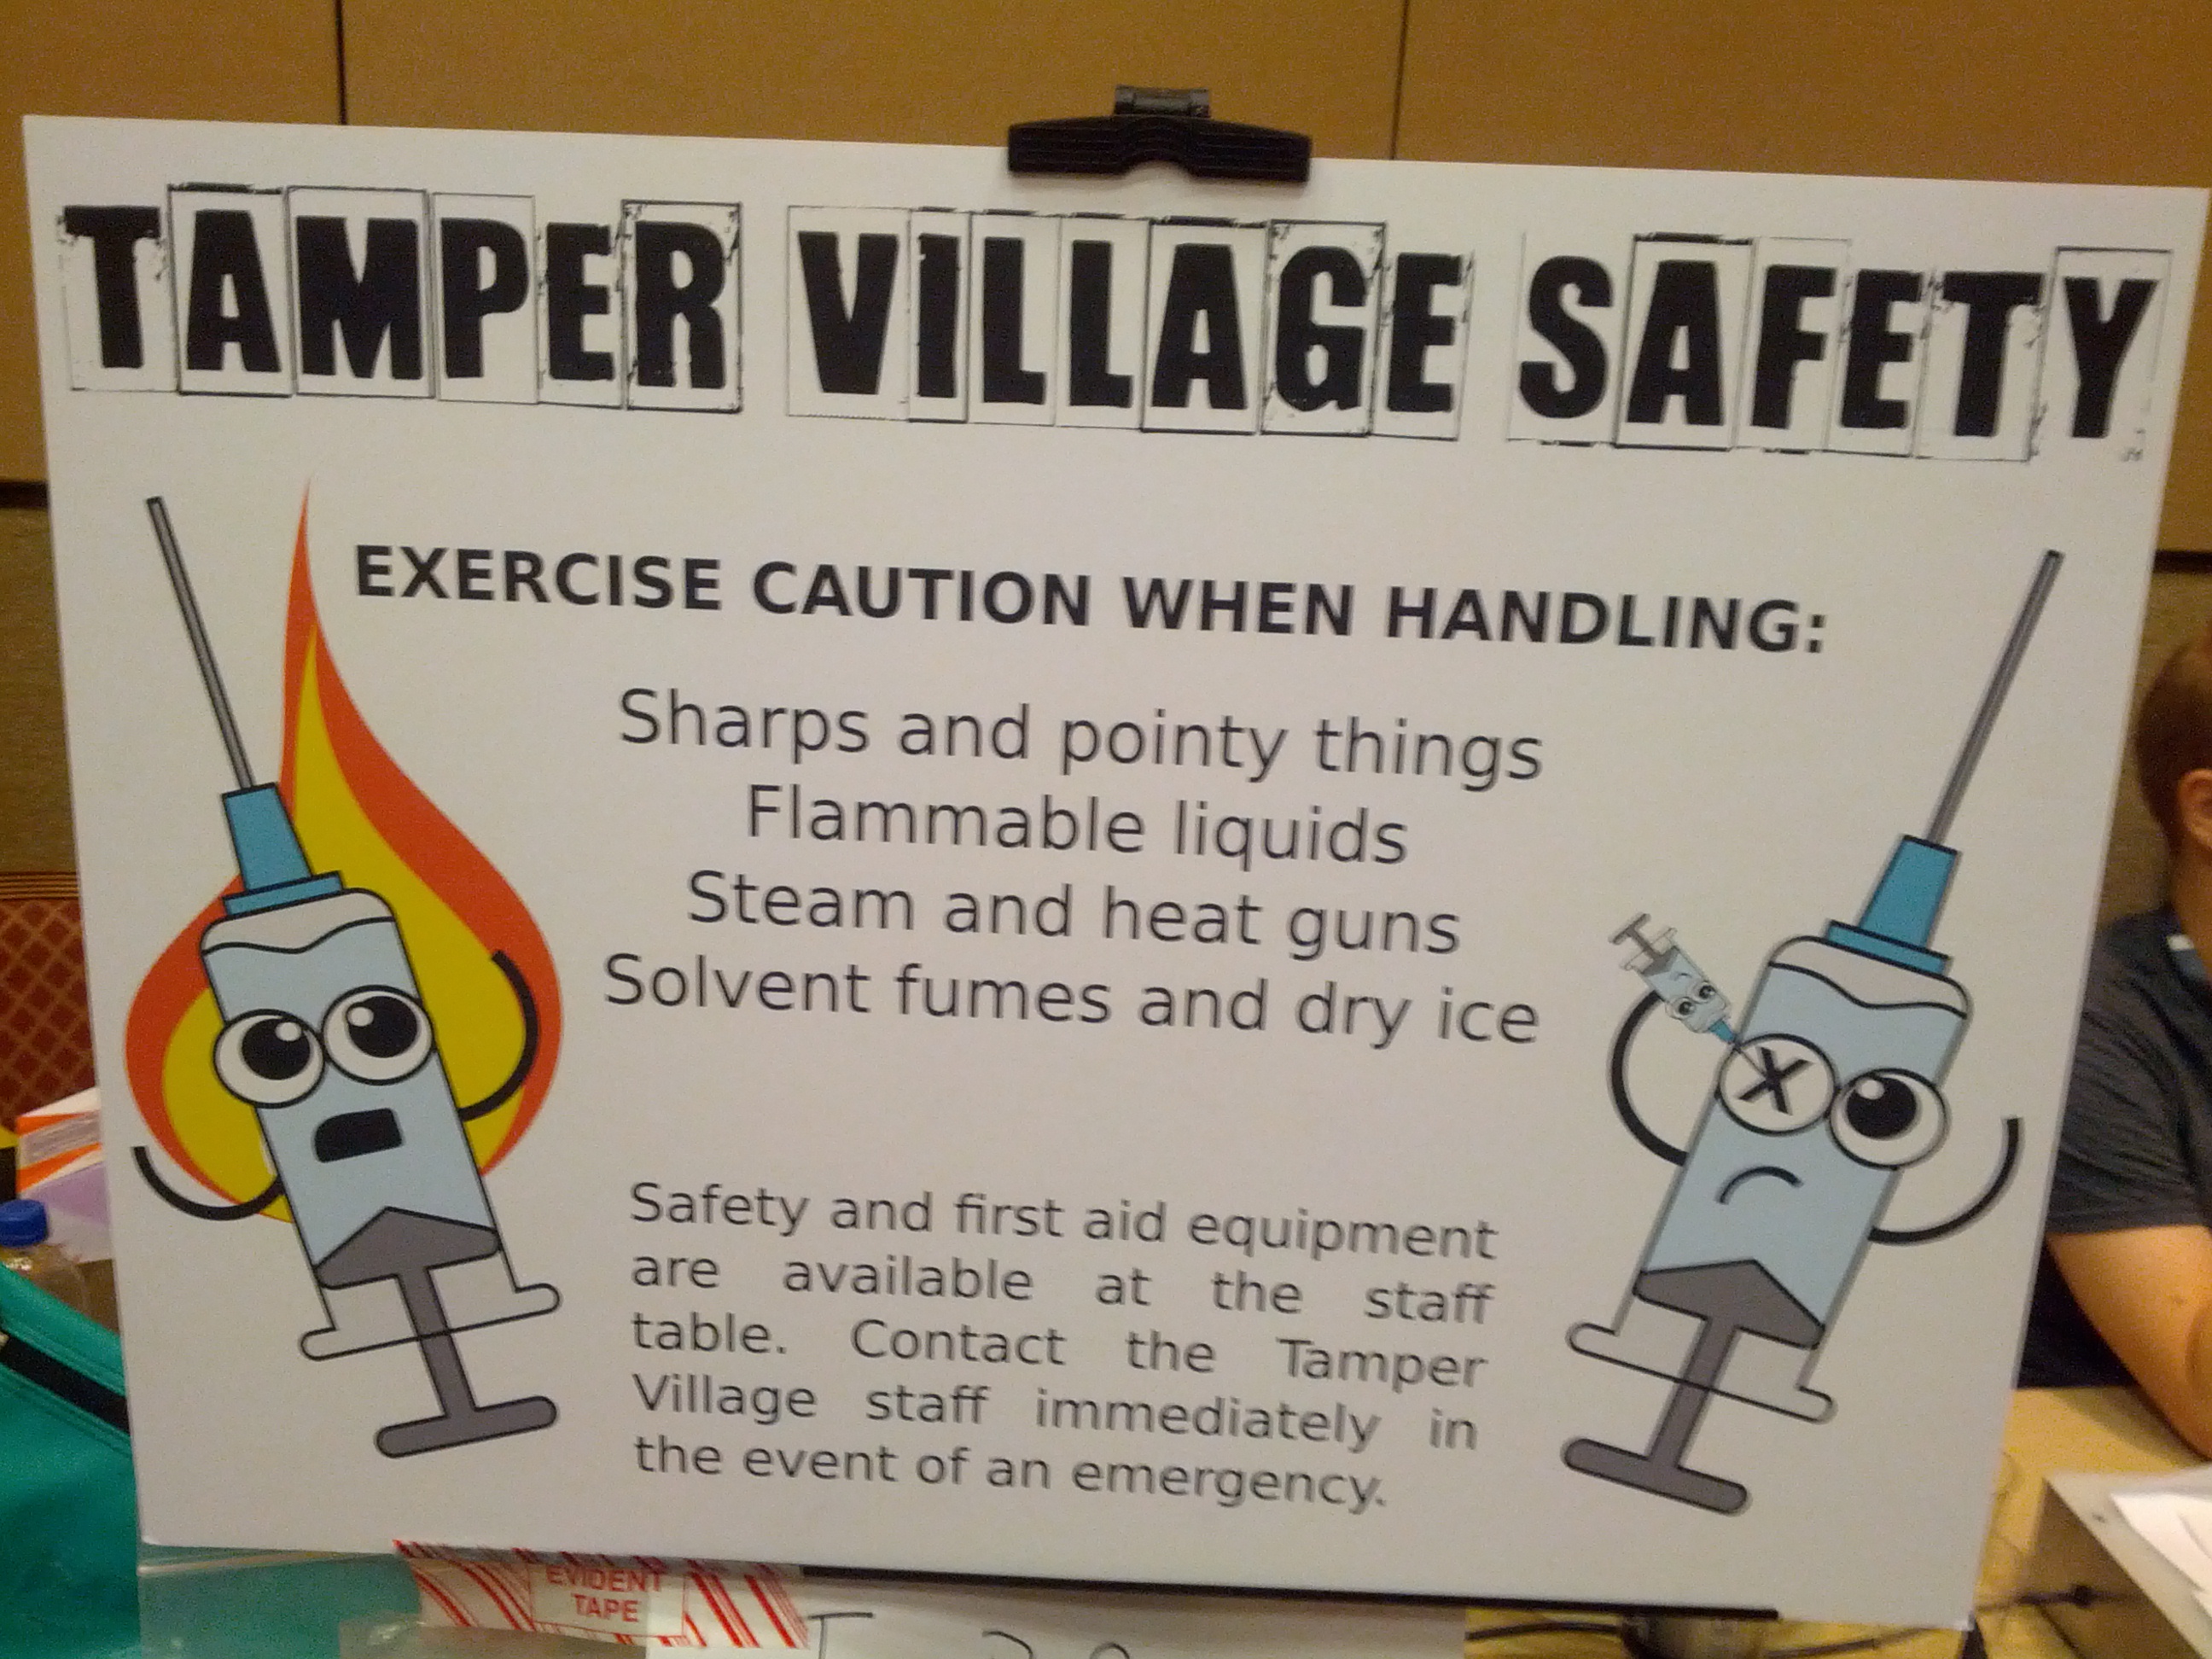 TAMPER VILLAGE SAFETY
EXERCISE CAUTION WHEN HANDLING:
Sharps and pointy things
Flammable liquids
Steam and heat guns
Solvent fumes and dry ice
X
Safety and first aid equipment
are available at the staff
table. Contact the Tamper
Village staff immediately in
the event of an emergency.
EVIDENT
TAPE